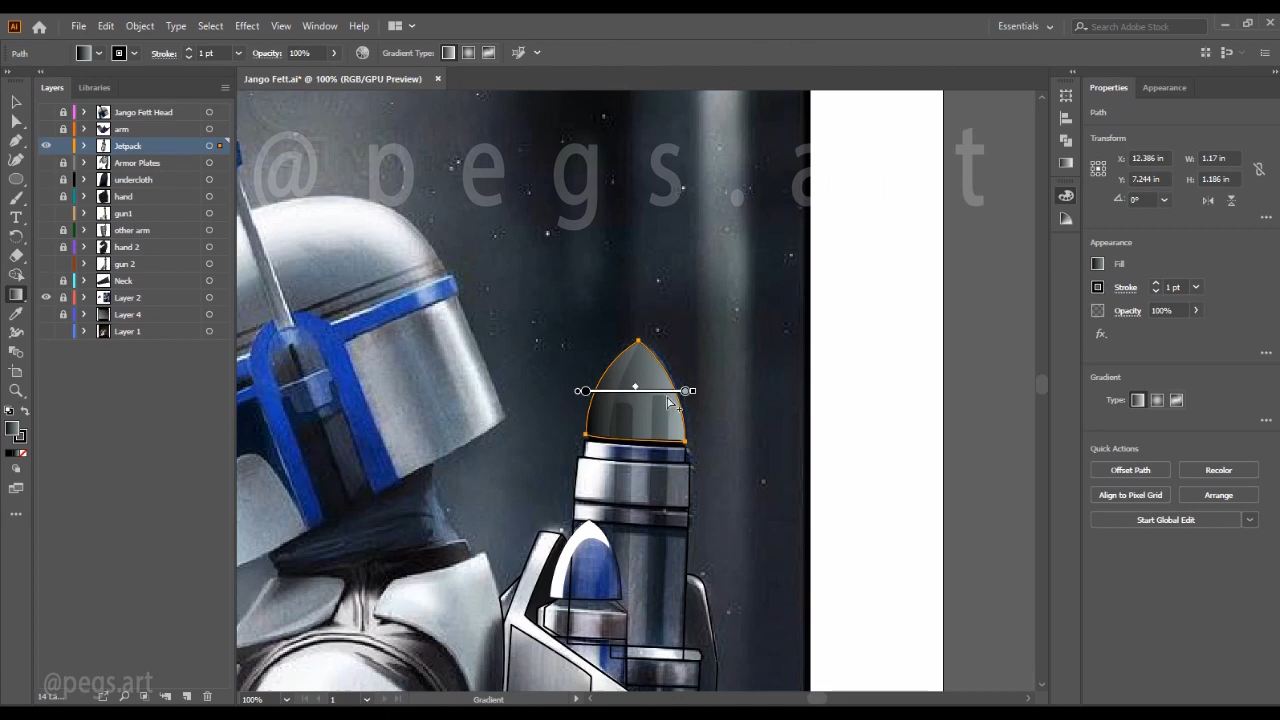 Ai File Edit Object Type Select Effect View Window Help Essentials Search Adobe Stock
Path Stroke: 1 pt Opacity: 100% Gradient Type:
Layers Libraries
Jango Fett.ai* @ 100% (RGB/GPU Preview) ×
Properties Appearance
Jango Fett Head
arm
Jetpack
Armor Plates
undercloth
hand
gun1
other arm
hand 2
gun 2
Neck
Layer 2
Layer 4
Layer 1
@pegs.art
Path
Transform
X: 12.386 in W: 1.17 in
Y: 7.244 in H: 1.186 in
0°
Appearance
Fill
Stroke 1 pt
Opacity 100%
fx.
Gradient
Type:
Quick Actions
Offset Path Recolor
Align to Pixel Grid Arrange
Start Global Edit
@pegs.art
100% 1 Gradient